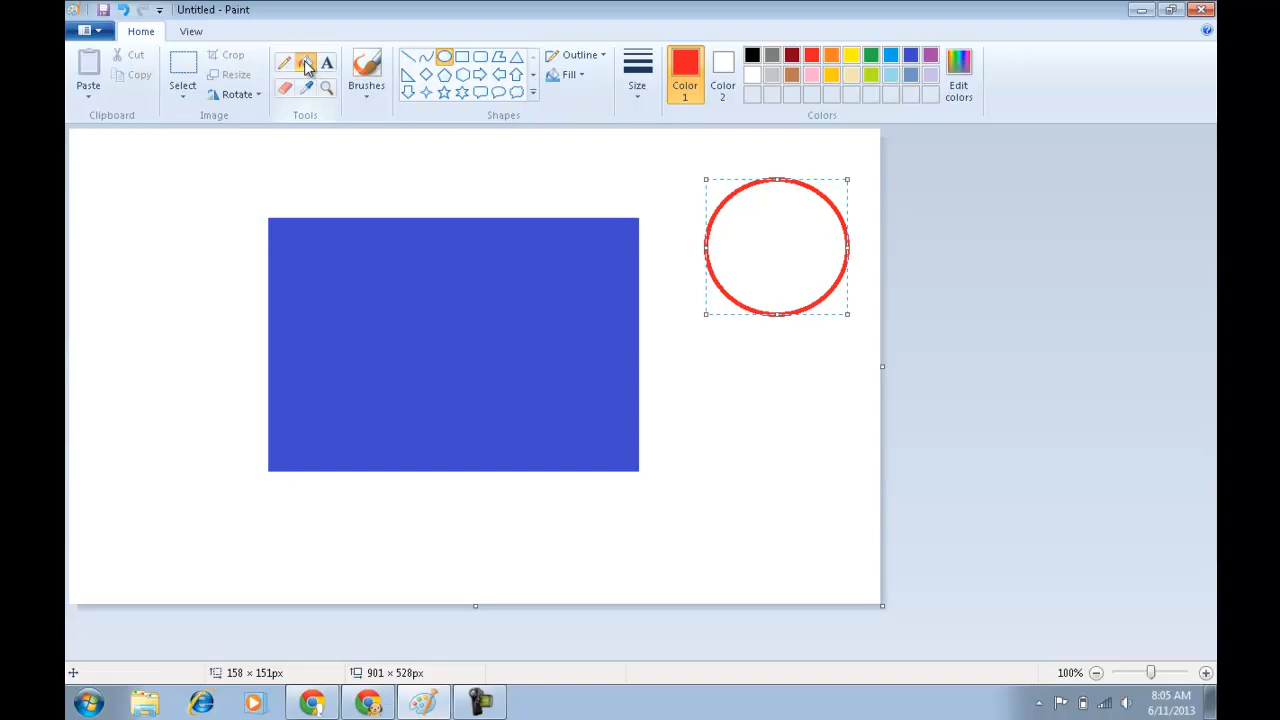 Untitled - Paint
Home
View
Paste
Cut
Copy
Clipboard
Select
Crop
Resize
Rotate
Image
A
Tools
Brushes
Outline
Fill
Shapes
Size
Color
1
Color
2
Edit
colors
Colors
158 × 151px
901 × 528px
100%
8:05 AM
6/11/2013